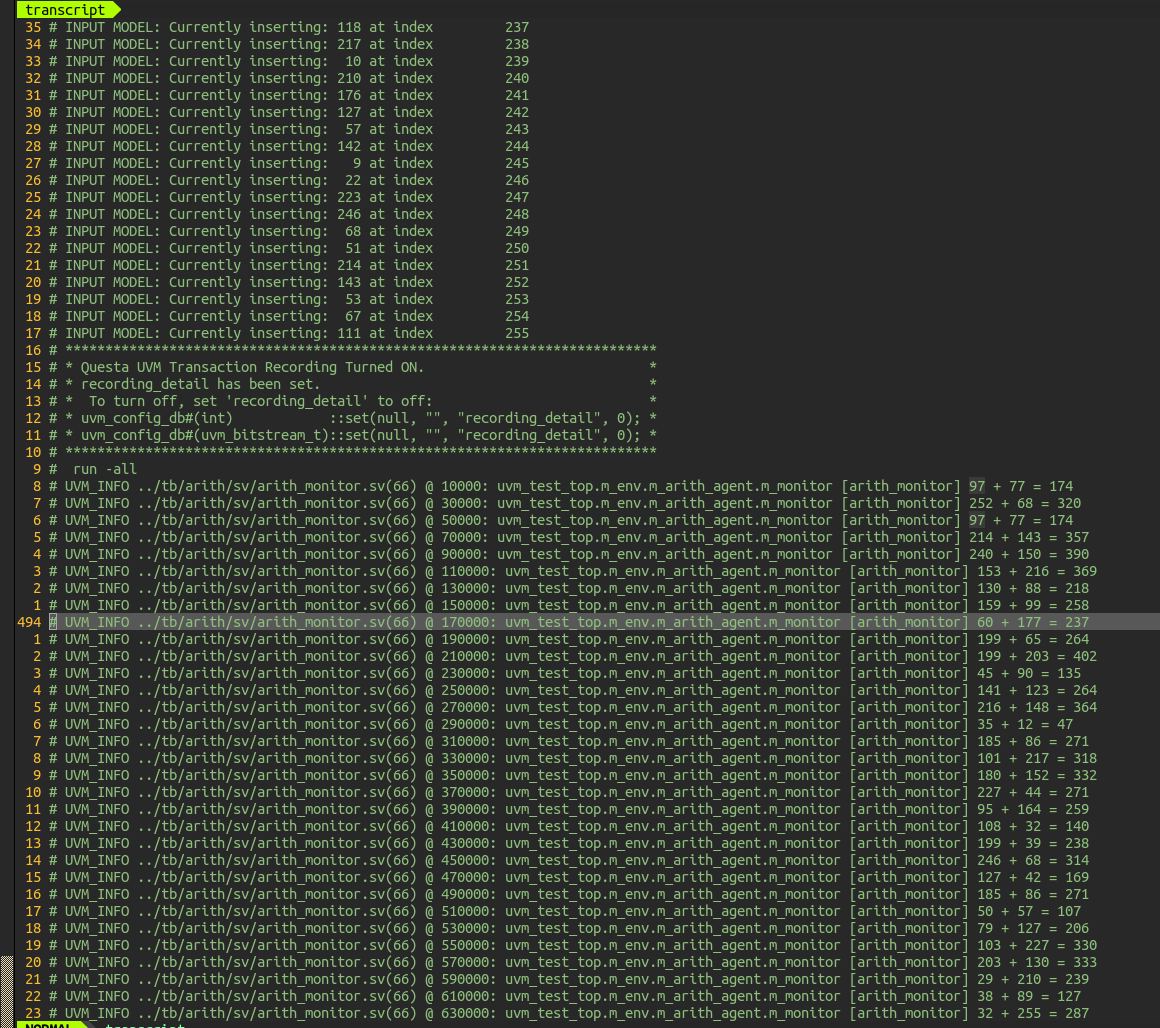 transcript
35 # INPUT MODEL: Currently inserting: 118 at index         237
34 # INPUT MODEL: Currently inserting: 217 at index         238
33 # INPUT MODEL: Currently inserting:  10 at index         239
32 # INPUT MODEL: Currently inserting: 210 at index         240
31 # INPUT MODEL: Currently inserting: 176 at index         241
30 # INPUT MODEL: Currently inserting: 127 at index         242
29 # INPUT MODEL: Currently inserting:  57 at index         243
28 # INPUT MODEL: Currently inserting: 142 at index         244
27 # INPUT MODEL: Currently inserting:   9 at index         245
26 # INPUT MODEL: Currently inserting:  22 at index         246
25 # INPUT MODEL: Currently inserting: 223 at index         247
24 # INPUT MODEL: Currently inserting: 246 at index         248
23 # INPUT MODEL: Currently inserting:  68 at index         249
22 # INPUT MODEL: Currently inserting:  51 at index         250
21 # INPUT MODEL: Currently inserting: 214 at index         251
20 # INPUT MODEL: Currently inserting: 143 at index         252
19 # INPUT MODEL: Currently inserting:  53 at index         253
18 # INPUT MODEL: Currently inserting:  67 at index         254
17 # INPUT MODEL: Currently inserting: 111 at index         255
16 # **************************************************************************
15 # * Questa UVM Transaction Recording Turned ON.                            *
14 # * recording_detail has been set.                                         *
13 # *  To turn off, set 'recording_detail' to off:                           *
12 # * uvm_config_db#(int)            ::set(null, "", "recording_detail", 0); *
11 # * uvm_config_db#(uvm_bitstream_t)::set(null, "", "recording_detail", 0); *
10 # **************************************************************************
9 #  run -all
8 # UVM_INFO ../tb/arith/sv/arith_monitor.sv(66) @ 10000: uvm_test_top.m_env.m_arith_agent.m_monitor [arith_monitor] 97 + 77 = 174
7 # UVM_INFO ../tb/arith/sv/arith_monitor.sv(66) @ 30000: uvm_test_top.m_env.m_arith_agent.m_monitor [arith_monitor] 252 + 68 = 320
6 # UVM_INFO ../tb/arith/sv/arith_monitor.sv(66) @ 50000: uvm_test_top.m_env.m_arith_agent.m_monitor [arith_monitor] 97 + 77 = 174
5 # UVM_INFO ../tb/arith/sv/arith_monitor.sv(66) @ 70000: uvm_test_top.m_env.m_arith_agent.m_monitor [arith_monitor] 214 + 143 = 357
4 # UVM_INFO ../tb/arith/sv/arith_monitor.sv(66) @ 90000: uvm_test_top.m_env.m_arith_agent.m_monitor [arith_monitor] 240 + 150 = 390
3 # UVM_INFO ../tb/arith/sv/arith_monitor.sv(66) @ 110000: uvm_test_top.m_env.m_arith_agent.m_monitor [arith_monitor] 153 + 216 = 369
2 # UVM_INFO ../tb/arith/sv/arith_monitor.sv(66) @ 130000: uvm_test_top.m_env.m_arith_agent.m_monitor [arith_monitor] 130 + 88 = 218
1 # UVM_INFO ../tb/arith/sv/arith_monitor.sv(66) @ 150000: uvm_test_top.m_env.m_arith_agent.m_monitor [arith_monitor] 159 + 99 = 258
494 # UVM_INFO ../tb/arith/sv/arith_monitor.sv(66) @ 170000: uvm_test_top.m_env.m_arith_agent.m_monitor [arith_monitor] 60 + 177 = 237
1 # UVM_INFO ../tb/arith/sv/arith_monitor.sv(66) @ 190000: uvm_test_top.m_env.m_arith_agent.m_monitor [arith_monitor] 199 + 65 = 264
2 # UVM_INFO ../tb/arith/sv/arith_monitor.sv(66) @ 210000: uvm_test_top.m_env.m_arith_agent.m_monitor [arith_monitor] 199 + 203 = 402
3 # UVM_INFO ../tb/arith/sv/arith_monitor.sv(66) @ 230000: uvm_test_top.m_env.m_arith_agent.m_monitor [arith_monitor] 45 + 90 = 135
4 # UVM_INFO ../tb/arith/sv/arith_monitor.sv(66) @ 250000: uvm_test_top.m_env.m_arith_agent.m_monitor [arith_monitor] 141 + 123 = 264
5 # UVM_INFO ../tb/arith/sv/arith_monitor.sv(66) @ 270000: uvm_test_top.m_env.m_arith_agent.m_monitor [arith_monitor] 216 + 148 = 364
6 # UVM_INFO ../tb/arith/sv/arith_monitor.sv(66) @ 290000: uvm_test_top.m_env.m_arith_agent.m_monitor [arith_monitor] 35 + 12 = 47
7 # UVM_INFO ../tb/arith/sv/arith_monitor.sv(66) @ 310000: uvm_test_top.m_env.m_arith_agent.m_monitor [arith_monitor] 185 + 86 = 271
8 # UVM_INFO ../tb/arith/sv/arith_monitor.sv(66) @ 330000: uvm_test_top.m_env.m_arith_agent.m_monitor [arith_monitor] 101 + 217 = 318
9 # UVM_INFO ../tb/arith/sv/arith_monitor.sv(66) @ 350000: uvm_test_top.m_env.m_arith_agent.m_monitor [arith_monitor] 180 + 152 = 332
10 # UVM_INFO ../tb/arith/sv/arith_monitor.sv(66) @ 370000: uvm_test_top.m_env.m_arith_agent.m_monitor [arith_monitor] 227 + 44 = 271
11 # UVM_INFO ../tb/arith/sv/arith_monitor.sv(66) @ 390000: uvm_test_top.m_env.m_arith_agent.m_monitor [arith_monitor] 95 + 164 = 259
12 # UVM_INFO ../tb/arith/sv/arith_monitor.sv(66) @ 410000: uvm_test_top.m_env.m_arith_agent.m_monitor [arith_monitor] 108 + 32 = 140
13 # UVM_INFO ../tb/arith/sv/arith_monitor.sv(66) @ 430000: uvm_test_top.m_env.m_arith_agent.m_monitor [arith_monitor] 199 + 39 = 238
14 # UVM_INFO ../tb/arith/sv/arith_monitor.sv(66) @ 450000: uvm_test_top.m_env.m_arith_agent.m_monitor [arith_monitor] 246 + 68 = 314
15 # UVM_INFO ../tb/arith/sv/arith_monitor.sv(66) @ 470000: uvm_test_top.m_env.m_arith_agent.m_monitor [arith_monitor] 127 + 42 = 169
16 # UVM_INFO ../tb/arith/sv/arith_monitor.sv(66) @ 490000: uvm_test_top.m_env.m_arith_agent.m_monitor [arith_monitor] 185 + 86 = 271
17 # UVM_INFO ../tb/arith/sv/arith_monitor.sv(66) @ 510000: uvm_test_top.m_env.m_arith_agent.m_monitor [arith_monitor] 50 + 57 = 107
18 # UVM_INFO ../tb/arith/sv/arith_monitor.sv(66) @ 530000: uvm_test_top.m_env.m_arith_agent.m_monitor [arith_monitor] 79 + 127 = 206
19 # UVM_INFO ../tb/arith/sv/arith_monitor.sv(66) @ 550000: uvm_test_top.m_env.m_arith_agent.m_monitor [arith_monitor] 103 + 227 = 330
20 # UVM_INFO ../tb/arith/sv/arith_monitor.sv(66) @ 570000: uvm_test_top.m_env.m_arith_agent.m_monitor [arith_monitor] 203 + 130 = 333
21 # UVM_INFO ../tb/arith/sv/arith_monitor.sv(66) @ 590000: uvm_test_top.m_env.m_arith_agent.m_monitor [arith_monitor] 29 + 210 = 239
22 # UVM_INFO ../tb/arith/sv/arith_monitor.sv(66) @ 610000: uvm_test_top.m_env.m_arith_agent.m_monitor [arith_monitor] 38 + 89 = 127
23 # UVM_INFO ../tb/arith/sv/arith_monitor.sv(66) @ 630000: uvm_test_top.m_env.m_arith_agent.m_monitor [arith_monitor] 32 + 255 = 287
NORMAL transcript